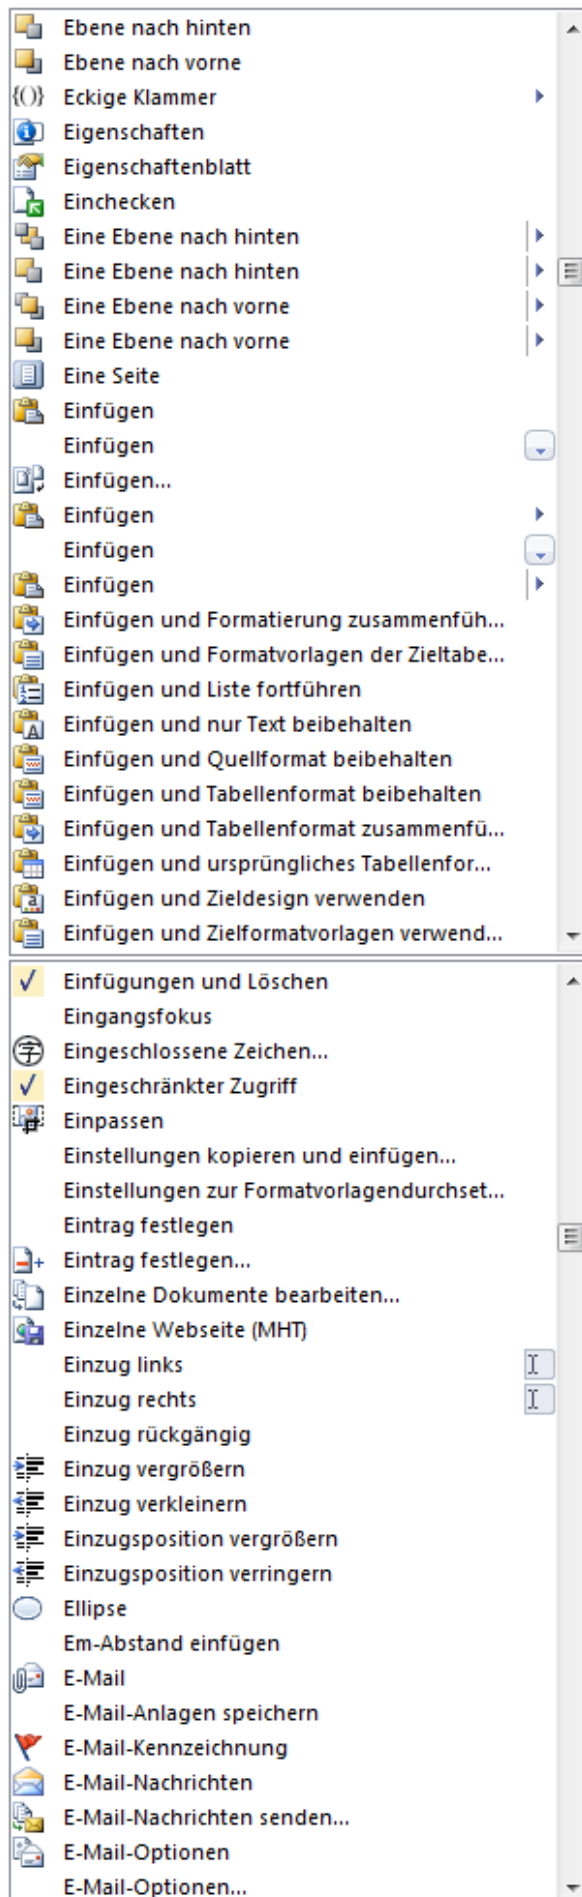 Ebene nach hinten
Ebene nach vorne
Eckige Klammer
Eigenschaften
Eigenschaftenblatt
Einchecken
Eine Ebene nach hinten
Eine Ebene nach hinten
Eine Ebene nach vorne
Eine Ebene nach vorne
Eine Seite
Einfügen
Einfügen
Einfügen...
Einfügen
Einfügen
Einfügen
Einfügen und Formatierung zusammenfüh...
Einfügen und Formatvorlagen der Zieltabe...
Einfügen und Liste fortführen
Einfügen und nur Text beibehalten
Einfügen und Quellformat beibehalten
Einfügen und Tabellenformat beibehalten
Einfügen und Tabellenformat zusammenfü...
Einfügen und ursprüngliches Tabellenfor...
Einfügen und Zieldesign verwenden
Einfügen und Zielformatvorlagen verwend...
Einfügungen und Löschen
Eingangsfokus
Eingeschlossene Zeichen...
Eingeschränkter Zugriff
Einpassen
Einstellungen kopieren und einfügen...
Einstellungen zur Formatvorlagendurchset...
Eintrag festlegen
Eintrag festlegen...
Einzelne Dokumente bearbeiten...
Einzelne Webseite (MHT)
Einzug links
Einzug rechts
Einzug rückgängig
Einzug vergrößern
Einzug verkleinern
Einzugsposition vergrößern
Einzugsposition verringern
Ellipse
Em-Abstand einfügen
E-Mail
E-Mail-Anlagen speichern
E-Mail-Kennzeichnung
E-Mail-Nachrichten
E-Mail-Nachrichten senden...
E-Mail-Optionen
E-Mail-Optionen...